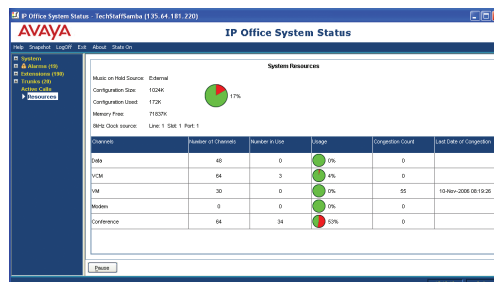 IP Office System Status - TechStaffSamba (135.64.181.220)
AVAYA
IP Office System Status
Help Snapshot LogOff Exit About Stats On
System
Alarms (19)
Extensions (198)
Trunks (28)
Active Calls
Resources
System Resources
Music on Hold Source: External
Configuration Size: 1024K
17%
Configuration Used: 172K
Memory Free: 71837K
8kHz Clock source: Line: 1 Slot 1 Port: 1
Channels Number of Channels Number in Use Usage Congestion Count Last Date of Congestion
Data 48 0 0% 0
VCM 64 3 4% 0
VM 30 0 0% 55 10-Nov-2006 08:19:26
Modem 0 0 0% 0
Conference 64 34 53% 0
Pause